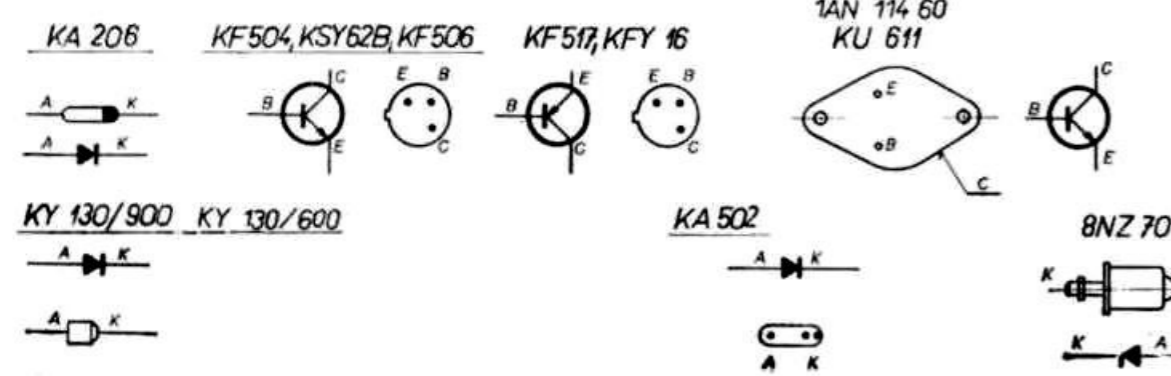 1AN 114 60
KA 206 KF504, KSY62B, KF506 KF517, KFY 16 KU 611
C E B E E B C
A K B E B E
A K E C C C B B E
C
KY 130/900 KY 130/600 KA 502 8NZ 70
A K A K K
A K A K K A